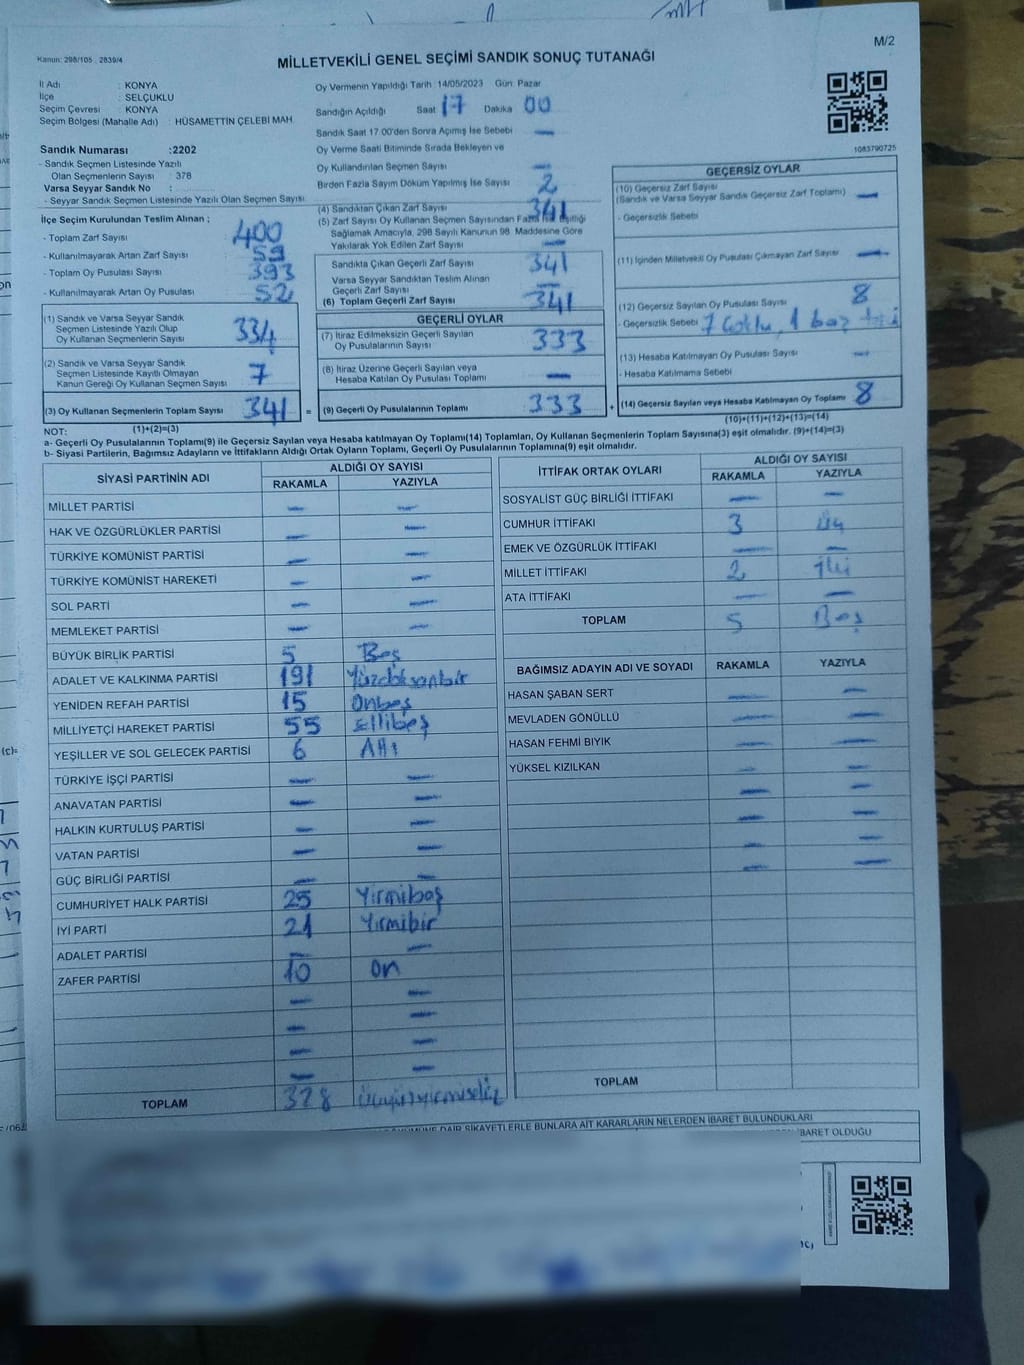 M/2
Kanun: 298/105 , 2839/4
MİLLETVEKİLİ GENEL SEÇİMİ SANDIK SONUÇ TUTANAĞI
İl Adı : KONYA
İlçe : SELÇUKLU
Seçim Çevresi : KONYA
Seçim Bölgesi (Mahalle Adı) : HÜSAMETTİN ÇELEBİ MAH.
Oy Vermenin Yapıldığı Tarih: 14/05/2023 Gün: Pazar
Sandığın Açıldığı Saat 17 Dakika 00
Sandık Saat 17.00'den Sonra Açımış İse Sebebi —
Oy Verme Saati Bitiminde Sırada Bekleyen ve
Oy Kullandırılan Seçmen Sayısı —
Birden Fazla Sayım Döküm Yapılmış İse Sayısı 2
1083790725
Sandık Numarası :2202
- Sandık Seçmen Listesinde Yazılı
Olan Seçmenlerin Sayısı : 378
Varsa Seyyar Sandık No :
- Seyyar Sandık Seçmen Listesinde Yazılı Olan Seçmen Sayısı
İlçe Seçim Kurulundan Teslim Alınan ;
- Toplam Zarf Sayısı 400
- Kullanılmayarak Artan Zarf Sayısı 59
- Toplam Oy Pusulası Sayısı 393
- Kullanılmayarak Artan Oy Pusulası 52
(1) Sandık ve Varsa Seyyar Sandık
Seçmen Listesinde Yazılı Olup
Oy Kullanan Seçmenlerin Sayısı 334
(2) Sandık ve Varsa Seyyar Sandık
Seçmen Listesinde Kayıtlı Olmayan
Kanun Gereği Oy Kullanan Seçmen Sayısı 7
(3) Oy Kullanan Seçmenlerin Toplam Sayısı 341 =
(1)+(2)=(3)
(4) Sandıktan Çıkan Zarf Sayısı 341
(5) Zarf Sayısı Oy Kullanan Seçmen Sayısından Fazla İse Eşitliği
Sağlamak Amacıyla, 298 Sayılı Kanunun 98. Maddesine Göre
Yakılarak Yok Edilen Zarf Sayısı —
Sandıkta Çıkan Geçerli Zarf Sayısı 341
Varsa Seyyar Sandıktan Teslim Alınan
Geçerli Zarf Sayısı —
(6) Toplam Geçerli Zarf Sayısı 341
GEÇERLİ OYLAR
(7) İtiraz Edilmeksizin Geçerli Sayılan
Oy Pusulalarının Sayısı 333
(8) İtiraz Üzerine Geçerli Sayılan veya
Hesaba Katılan Oy Pusulası Toplamı —
(9) Geçerli Oy Pusulalarının Toplamı 333 +
GEÇERSİZ OYLAR
(10) Geçersiz Zarf Sayısı
(Sandık ve Varsa Seyyar Sandık Geçersiz Zarf Toplamı) —
- Geçersizlik Sebebi
(11) İçinden Milletvekili Oy Pusulası Çıkmayan Zarf Sayısı —
(12) Geçersiz Sayılan Oy Pusulası Sayısı 8
- Geçersizlik Sebebi 7 1
(13) Hesaba Katılmayan Oy Pusulası Sayısı —
- Hesaba Katılmama Sebebi
(14) Geçersiz Sayılan veya Hesaba Katılmayan Oy Toplamı 8
(10)+(11)+(12)+(13)=(14)
NOT:
a- Geçerli Oy Pusulalarının Toplamı(9) ile Geçersiz Sayılan veya Hesaba katılmayan Oy Toplamı(14) Toplamları, Oy Kullanan Seçmenlerin Toplam Sayısına(3) eşit olmalıdır. (9)+(14)=(3)
b- Siyasi Partilerin, Bağımsız Adayların ve İttifakların Aldığı Ortak Oyların Toplamı, Geçerli Oy Pusulalarının Toplamına(9) eşit olmalıdır.
SİYASİ PARTİNİN ADI ALDIĞI OY SAYISI
RAKAMLA YAZIYLA
MİLLET PARTİSİ — —
HAK VE ÖZGÜRLÜKLER PARTİSİ — —
TÜRKİYE KOMÜNİST PARTİSİ — —
TÜRKİYE KOMÜNİST HAREKETİ — —
SOL PARTİ — —
MEMLEKET PARTİSİ — —
BÜYÜK BİRLİK PARTİSİ 5 Beş
ADALET VE KALKINMA PARTİSİ 191 Yüzdoksanbir
YENİDEN REFAH PARTİSİ 15 Onbeş
MİLLİYETÇİ HAREKET PARTİSİ 55 Ellibeş
YEŞİLLER VE SOL GELECEK PARTİSİ 6 Altı
TÜRKİYE İŞÇİ PARTİSİ — —
ANAVATAN PARTİSİ — —
HALKIN KURTULUŞ PARTİSİ — —
VATAN PARTİSİ — —
GÜÇ BİRLİĞİ PARTİSİ — —
CUMHURİYET HALK PARTİSİ 25 Yirmibeş
İYİ PARTİ 21 Yirmibir
ADALET PARTİSİ — —
ZAFER PARTİSİ 10 On
— —
— —
— —
— —
TOPLAM 328 Üçyüzyirmisekiz
İTTİFAK ORTAK OYLARI ALDIĞI OY SAYISI
RAKAMLA YAZIYLA
SOSYALİST GÜÇ BİRLİĞİ İTTİFAKI — —
CUMHUR İTTİFAKI 3 Üç
EMEK VE ÖZGÜRLÜK İTTİFAKI — —
MİLLET İTTİFAKI 2 İki
ATA İTTİFAKI — —
TOPLAM 5 Beş
BAĞIMSIZ ADAYIN ADI VE SOYADI RAKAMLA YAZIYLA
HASAN ŞABAN SERT — —
MEVLADEN GÖNÜLLÜ — —
HASAN FEHMİ BIYIK — —
YÜKSEL KIZILKAN — —
— —
— —
— —
— —
TOPLAM
DAİR ŞİKAYETLERLE BUNLARA AİT KARARLARIN NELERDEN İBARET BULUNDUKLARI
İBARET OLDUĞU